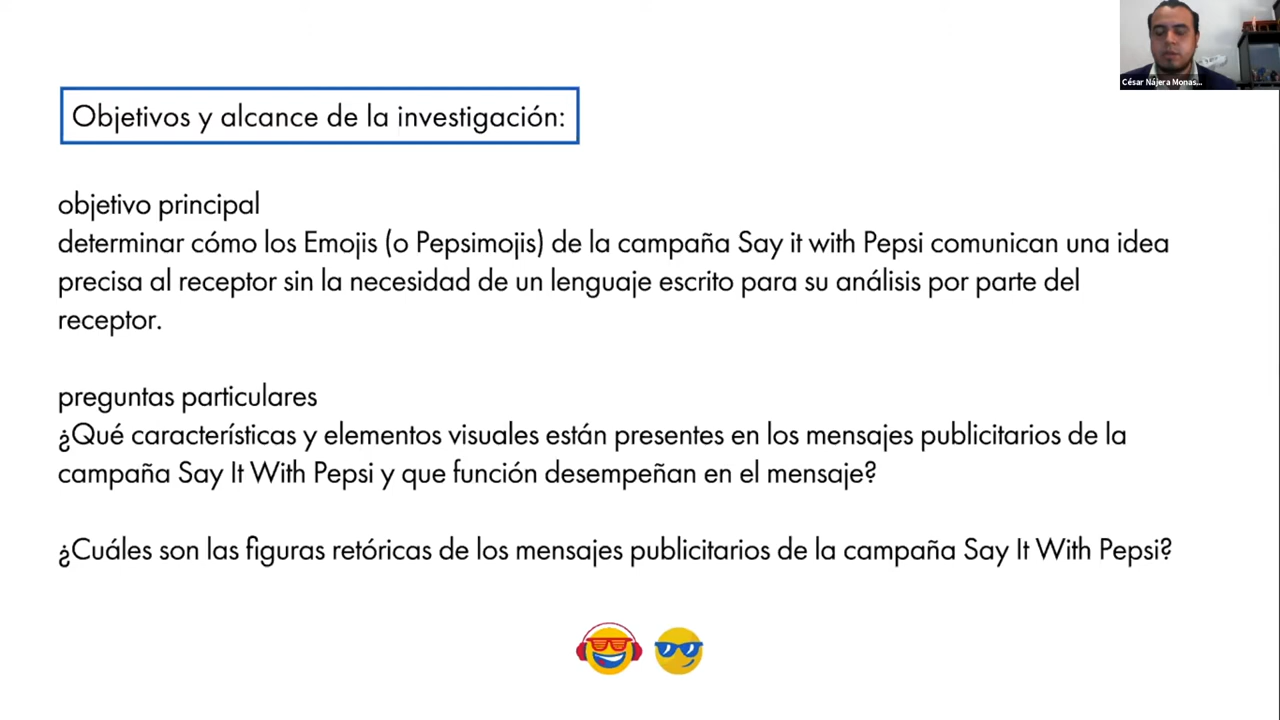 César Nájera Monas...
Objetivos y alcance de la investigación:
objetivo principal
determinar cómo los Emojis (o Pepsimojis) de la campaña Say it with Pepsi comunican una idea
precisa al receptor sin la necesidad de un lenguaje escrito para su análisis por parte del
receptor.
preguntas particulares
¿Qué características y elementos visuales están presentes en los mensajes publicitarios de la
campaña Say It With Pepsi y que función desempeñan en el mensaje?
¿Cuáles son las figuras retóricas de los mensajes publicitarios de la campaña Say It With Pepsi?